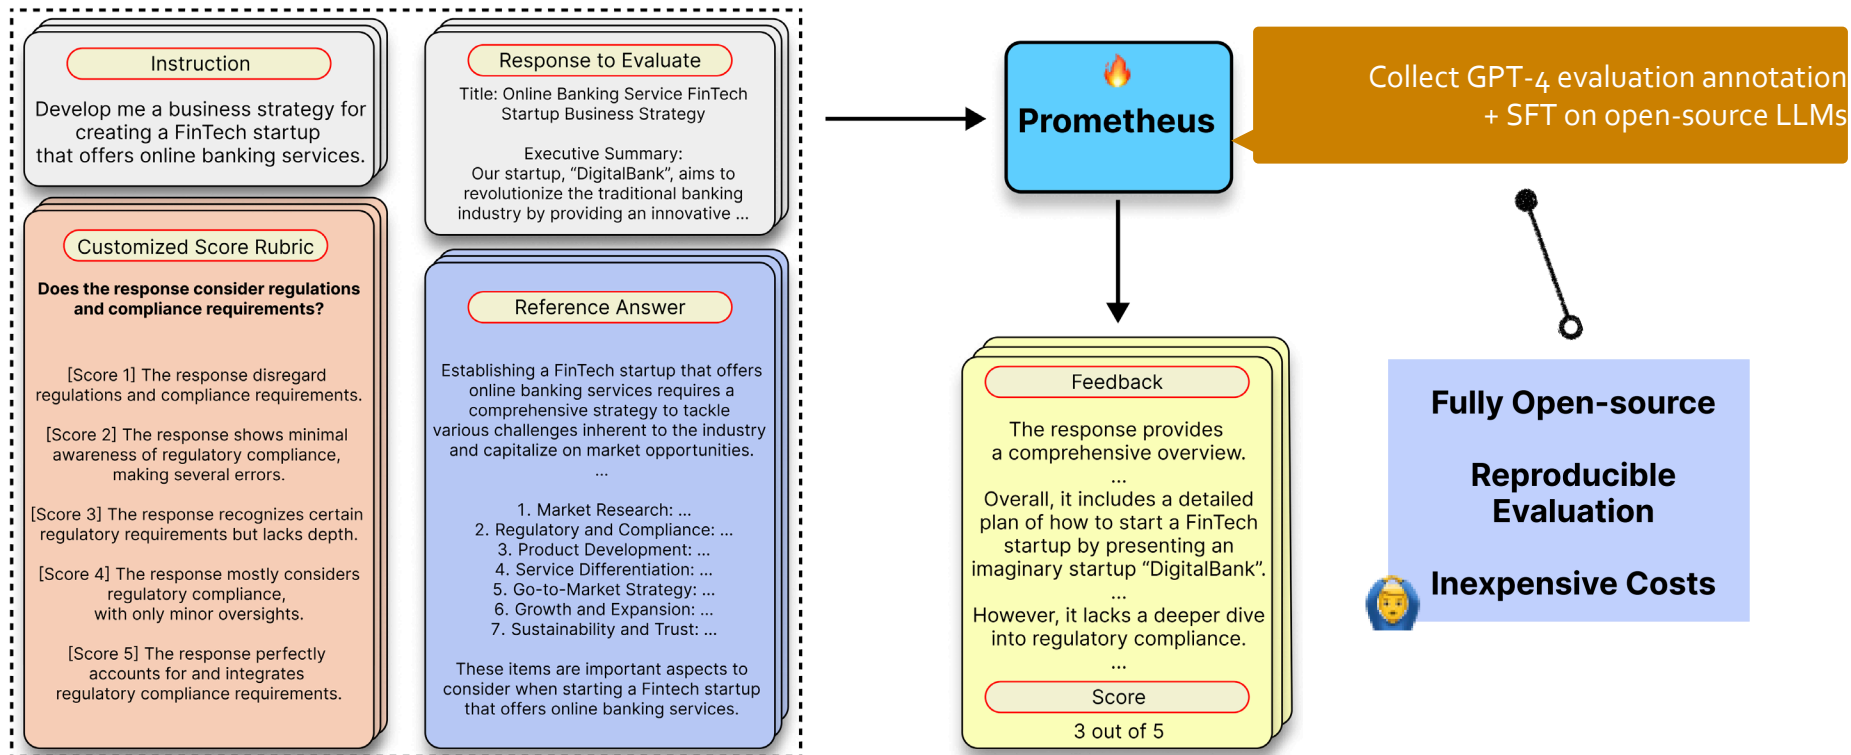 Instruction
Develop me a business strategy for
creating a FinTech startup
that offers online banking services.
Customized Score Rubric
Does the response consider regulations
and compliance requirements?
[Score 1] The response disregard
regulations and compliance requirements.
[Score 2] The response shows minimal
awareness of regulatory compliance,
making several errors.
[Score 3] The response recognizes certain
regulatory requirements but lacks depth.
[Score 4] The response mostly considers
regulatory compliance,
with only minor oversights.
[Score 5] The response perfectly
accounts for and integrates
regulatory compliance requirements.
Response to Evaluate
Title: Online Banking Service FinTech
Startup Business Strategy
Executive Summary:
Our startup, “DigitalBank”, aims to
revolutionize the traditional banking
industry by providing an innovative ...
Reference Answer
Establishing a FinTech startup that offers
online banking services requires a
comprehensive strategy to tackle
various challenges inherent to the industry
and capitalize on market opportunities.
...
1. Market Research: ...
2. Regulatory and Compliance: ...
3. Product Development: ...
4. Service Differentiation: ...
5. Go-to-Market Strategy: ...
6. Growth and Expansion: ...
7. Sustainability and Trust: ...
These items are important aspects to
consider when starting a Fintech startup
that offers online banking services.
Prometheus
Collect GPT-4 evaluation annotation
+ SFT on open-source LLMs
Feedback
The response provides
a comprehensive overview.
...
Overall, it includes a detailed
plan of how to start a FinTech
startup by presenting an
imaginary startup “DigitalBank”.
...
However, it lacks a deeper dive
into regulatory compliance.
...
Score
3 out of 5
Fully Open-source
Reproducible
Evaluation
Inexpensive Costs